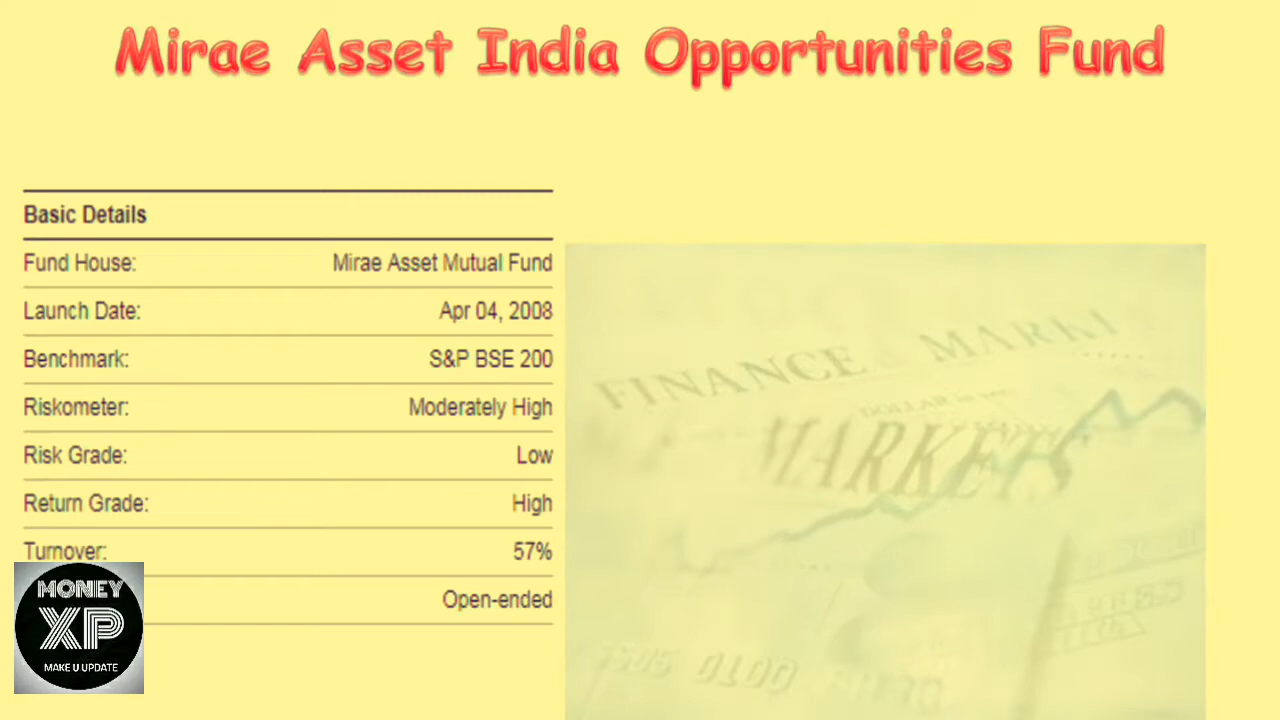 Mirae Asset India Opportunities Fund
Basic Details
Fund House: Mirae Asset Mutual Fund
Launch Date: Apr 04, 2008
Benchmark: S&P BSE 200
Riskometer: Moderately High
Risk Grade: Low
Return Grade: High
Turnover: 57%
Open-ended
FINANCE MARK
MARKETS
0100
MONEY
XP
MAKE U UPDATE